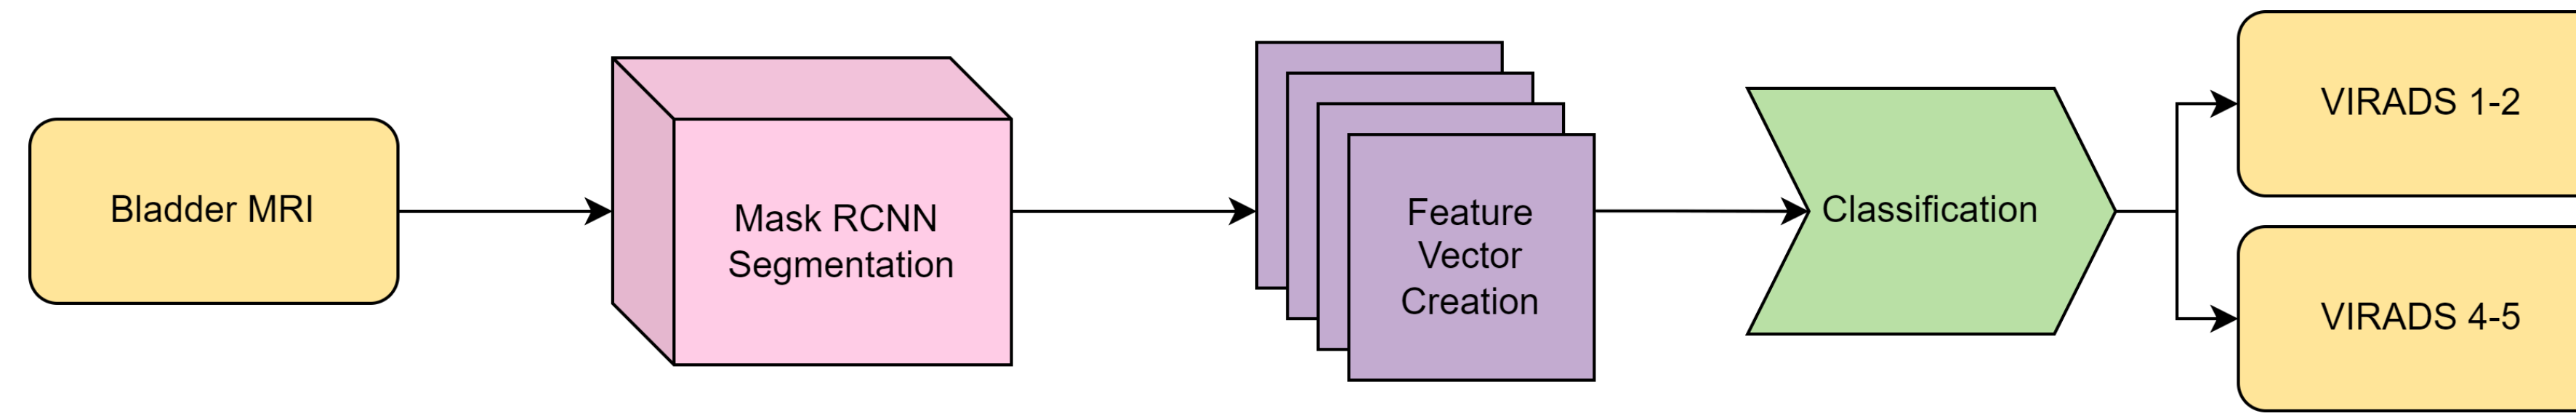 Bladder MRI
Mask RCNN
Segmentation
Feature
Vector
Creation
Classification
VIRADS 1-2
VIRADS 4-5